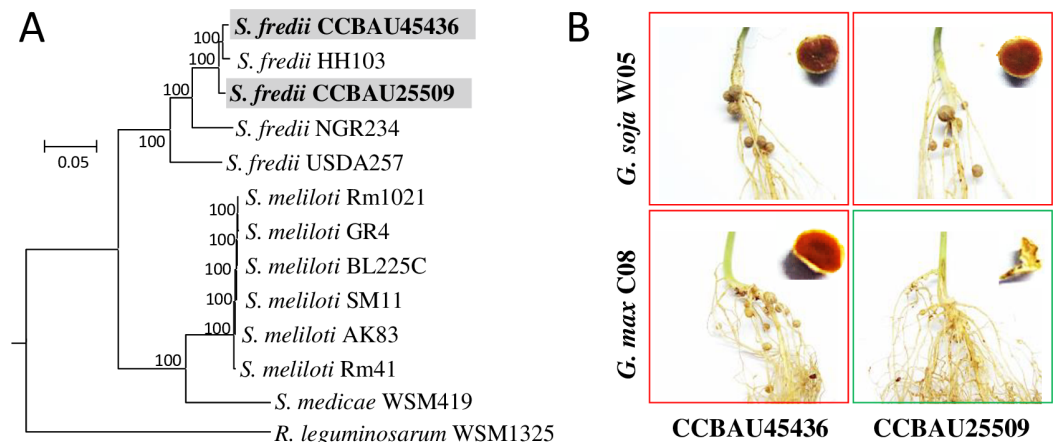 A
S. fredii CCBAU45436
100
S. fredii HH103
100
S. fredii CCBAU25509
100
S. fredii NGR234
100
S. fredii USDA257
0.05
S. meliloti Rm1021
100
S. meliloti GR4
100
S. meliloti BL225C
100
S. meliloti SM11
100
S. meliloti AK83
100
S. meliloti Rm41
100
S. medicae WSM419
R. leguminosarum WSM1325
B
G. soja W05
G. max C08
CCBAU45436
CCBAU25509